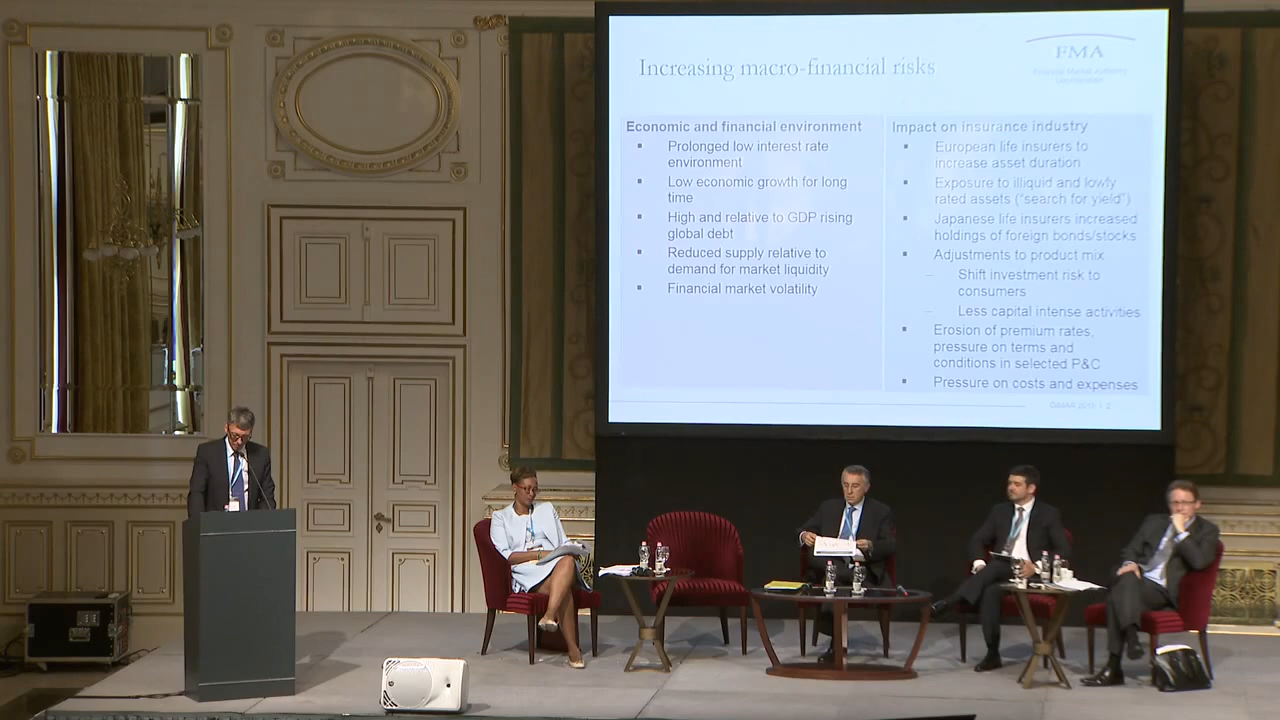 FMA
Financial Market Authority
Liechtenstein
Increasing macro-financial risks
Economic and financial environment
▪ Prolonged low interest rate
environment
▪ Low economic growth for long
time
▪ High and relative to GDP rising
global debt
▪ Reduced supply relative to
demand for market liquidity
▪ Financial market volatility
Impact on insurance industry
▪ European life insurers to
increase asset duration
▪ Exposure to illiquid and lowly
rated assets (“search for yield”)
▪ Japanese life insurers increased
holdings of foreign bonds/stocks
▪ Adjustments to product mix
– Shift investment risk to
consumers
– Less capital intense activities
▪ Erosion of premium rates,
pressure on terms and
conditions in selected P&C
▪ Pressure on costs and expenses